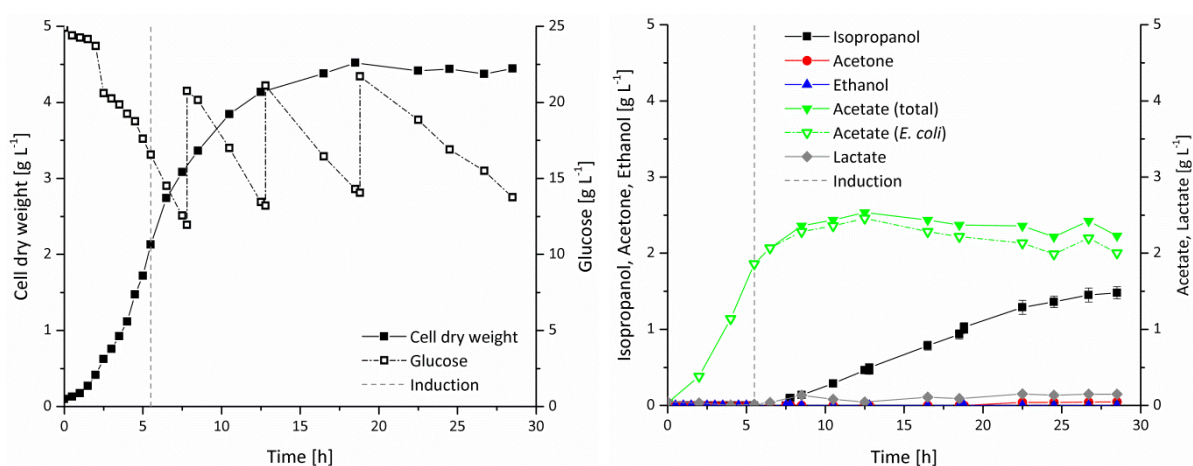 5
4
3
2
1
0
Cell dry weight [g L⁻¹]
25
20
15
10
5
0
Glucose [g L⁻¹]
Cell dry weight
Glucose
Induction
0 5 10 15 20 25 30
Time [h]
5
4
3
2
1
0
Isopropanol, Acetone, Ethanol [g L⁻¹]
5
4
3
2
1
0
Acetate, Lactate [g L⁻¹]
Isopropanol
Acetone
Ethanol
Acetate (total)
Acetate (E. coli)
Lactate
Induction
0 5 10 15 20 25 30
Time [h]